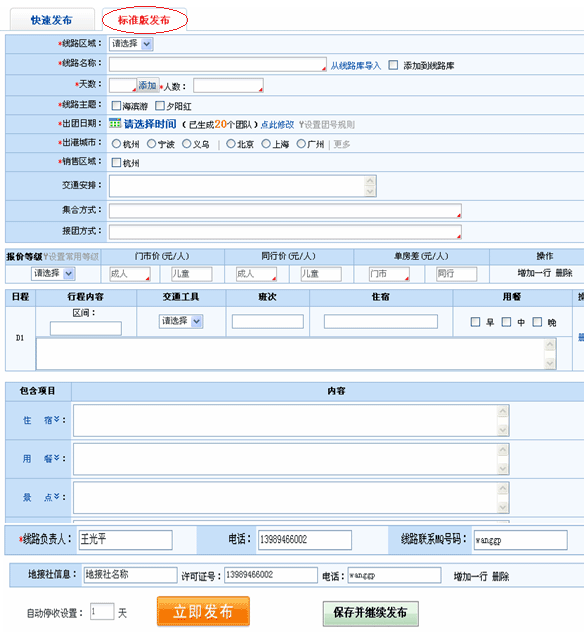 快速发布 标准版发布
*线路区域： 请选择
*线路名称： 从线路库导入 添加到线路库
*天数： 添加 *人数：
*线路主题： 海滨游 夕阳红
*出团日期： 请选择时间 （已生成20个团队）点此修改 设置团号规则
*出港城市： 杭州 宁波 义乌 | 北京 上海 广州 | 更多
*销售区域： 杭州
交通安排：
集合方式：
接团方式：
报价等级 设置常用等级 门市价(元/人) 同行价(元/人) 单房差(元/人) 操作
请选择 成人 儿童 成人 儿童 门市 同行 增加一行 删除
日程 行程内容 交通工具 班次 住宿 用餐
D1 区间： 请选择 早 中 晚
包含项目 内容
住 宿：
用 餐：
景 点：
*线路负责人： 王光平 电话： 13989466002 线路联系MQ号码： wanggp
地接社信息： 地接社名称 许可证号： 13989466002 电话： wanggp 增加一行 删除
自动停收设置： 1 天 立即发布 保存并继续发布